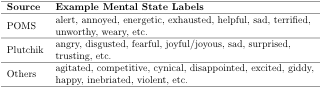 Source Example Mental State Labels
POMS alert, annoyed, energetic, exhausted, helpful, sad, terrified,
unworthy, weary, etc.
Plutchik angry, disgusted, fearful, joyful/joyous, sad, surprised,
trusting, etc.
Others agitated, competitive, cynical, disappointed, excited, giddy,
happy, inebriated, violent, etc.